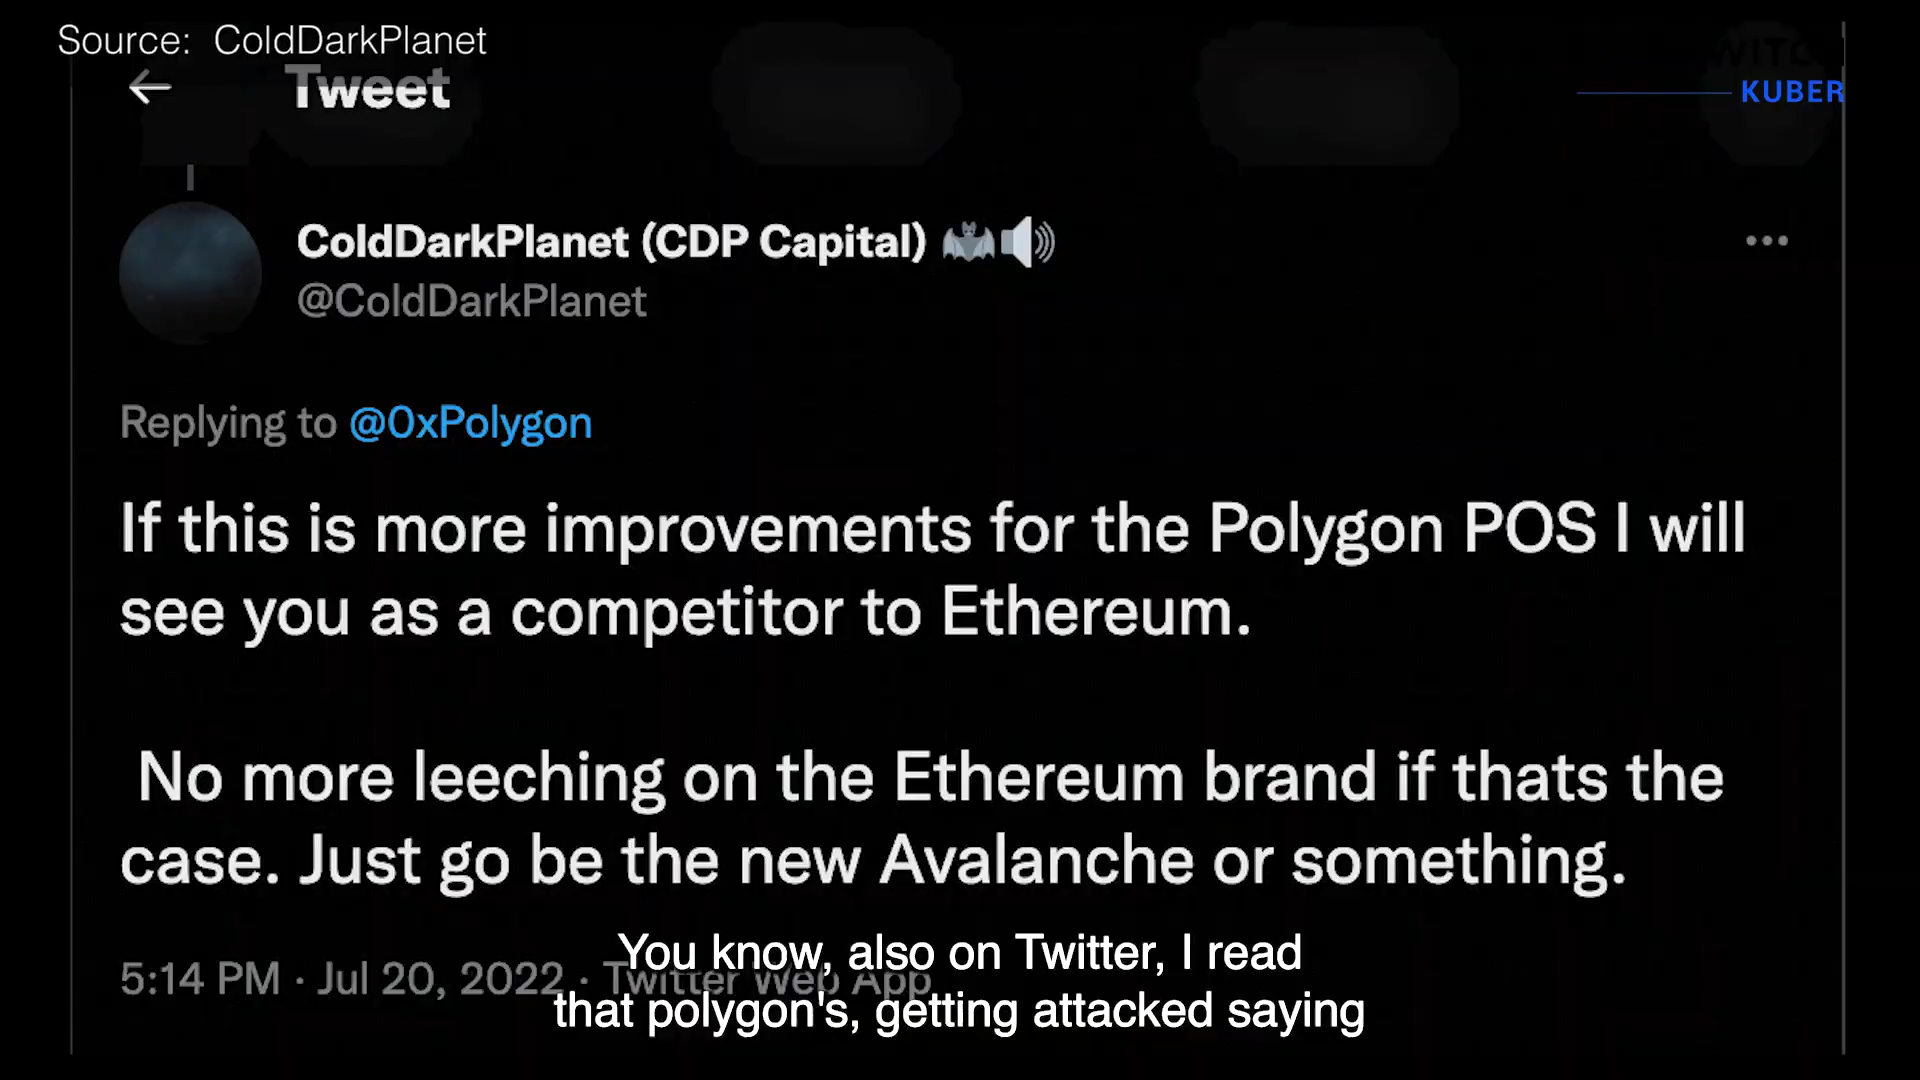 Source: ColdDarkPlanet
Tweet
KUBER
ColdDarkPlanet (CDP Capital) 🦇🔊
@ColdDarkPlanet
Replying to @0xPolygon
If this is more improvements for the Polygon POS I will
see you as a competitor to Ethereum.
No more leeching on the Ethereum brand if thats the
case. Just go be the new Avalanche or something.
5:14 PM · Jul 20, 2022 · Twitter Web App
You know, also on Twitter, I read
that polygon's, getting attacked saying